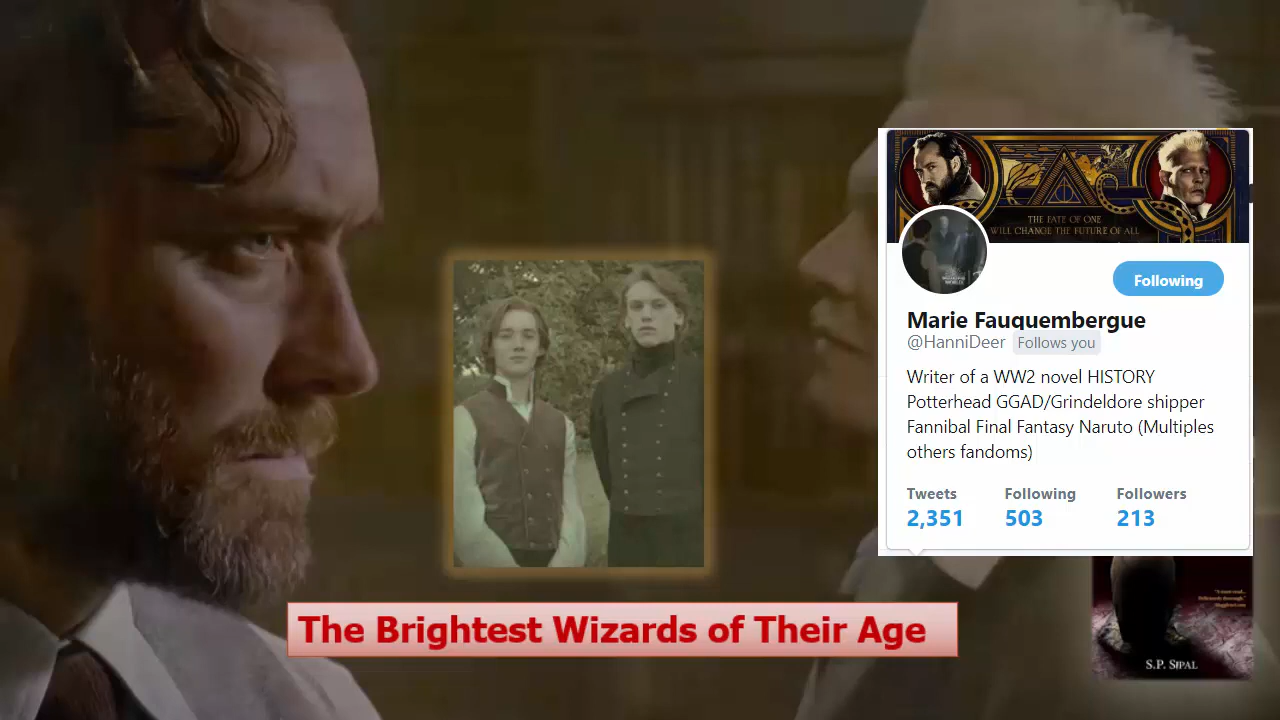 THE FATE OF ONE
WILL CHANGE THE FUTURE OF ALL
Following
Marie Fauquembergue
@HanniDeer Follows you
Writer of a WW2 novel HISTORY
Potterhead GGAD/Grindeldore shipper
Fannibal Final Fantasy Naruto (Multiples
others fandoms)
Tweets Following Followers
2,351 503 213
The Brightest Wizards of Their Age
S.P. SIPAL